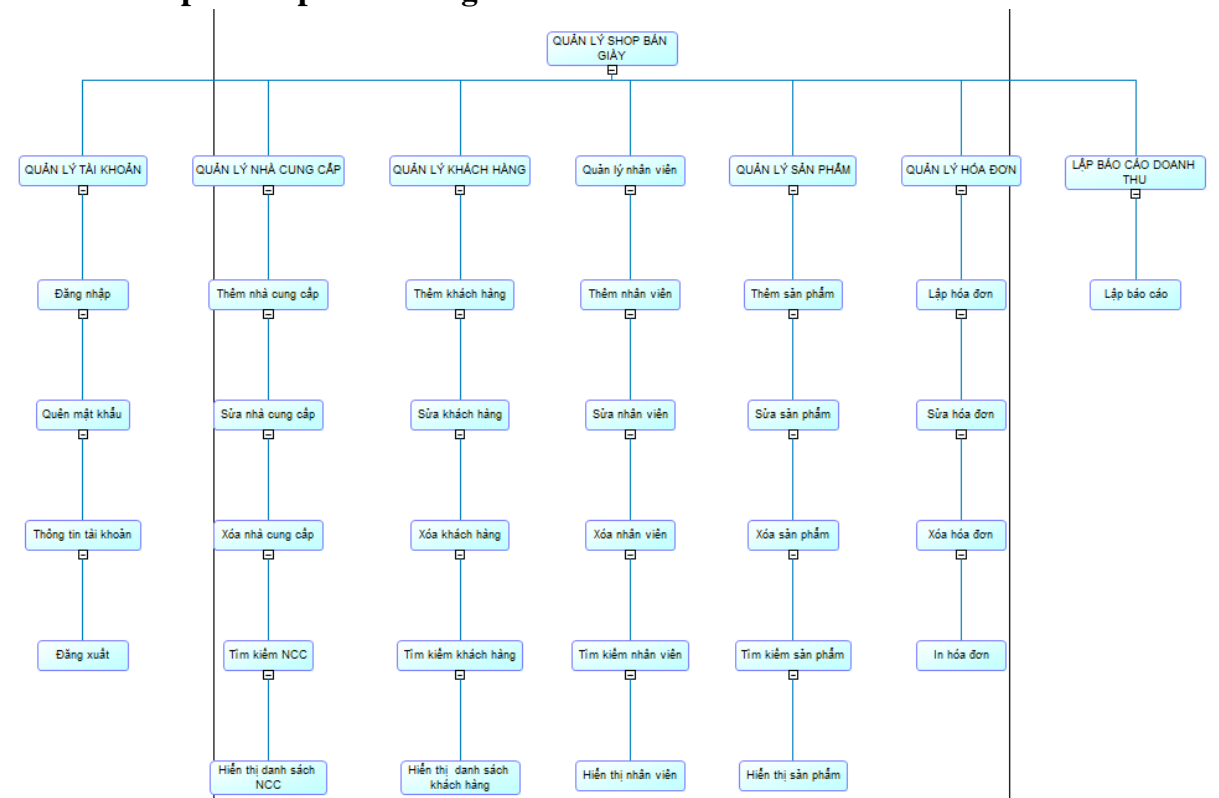 QUẢN LÝ SHOP BÁN
GIÀY
QUẢN LÝ TÀI KHOẢN
QUẢN LÝ NHÀ CUNG CẤP
QUẢN LÝ KHÁCH HÀNG
Quản lý nhân viên
QUẢN LÝ SẢN PHẨM
QUẢN LÝ HÓA ĐƠN
LẬP BÁO CÁO DOANH
THU
Đăng nhập
Thêm nhà cung cấp
Thêm khách hàng
Thêm nhân viên
Thêm sản phẩm
Lập hóa đơn
Lập báo cáo
Quên mật khẩu
Sửa nhà cung cấp
Sửa khách hàng
Sửa nhân viên
Sửa sản phẩm
Sửa hóa đơn
Thông tin tài khoản
Xóa nhà cung cấp
Xóa khách hàng
Xóa nhân viên
Xóa sản phẩm
Xóa hóa đơn
Đăng xuất
Tìm kiếm NCC
Tìm kiếm khách hàng
Tìm kiếm nhân viên
Tìm kiếm sản phẩm
In hóa đơn
Hiển thị danh sách
NCC
Hiển thị danh sách
khách hàng
Hiển thị nhân viên
Hiển thị sản phẩm